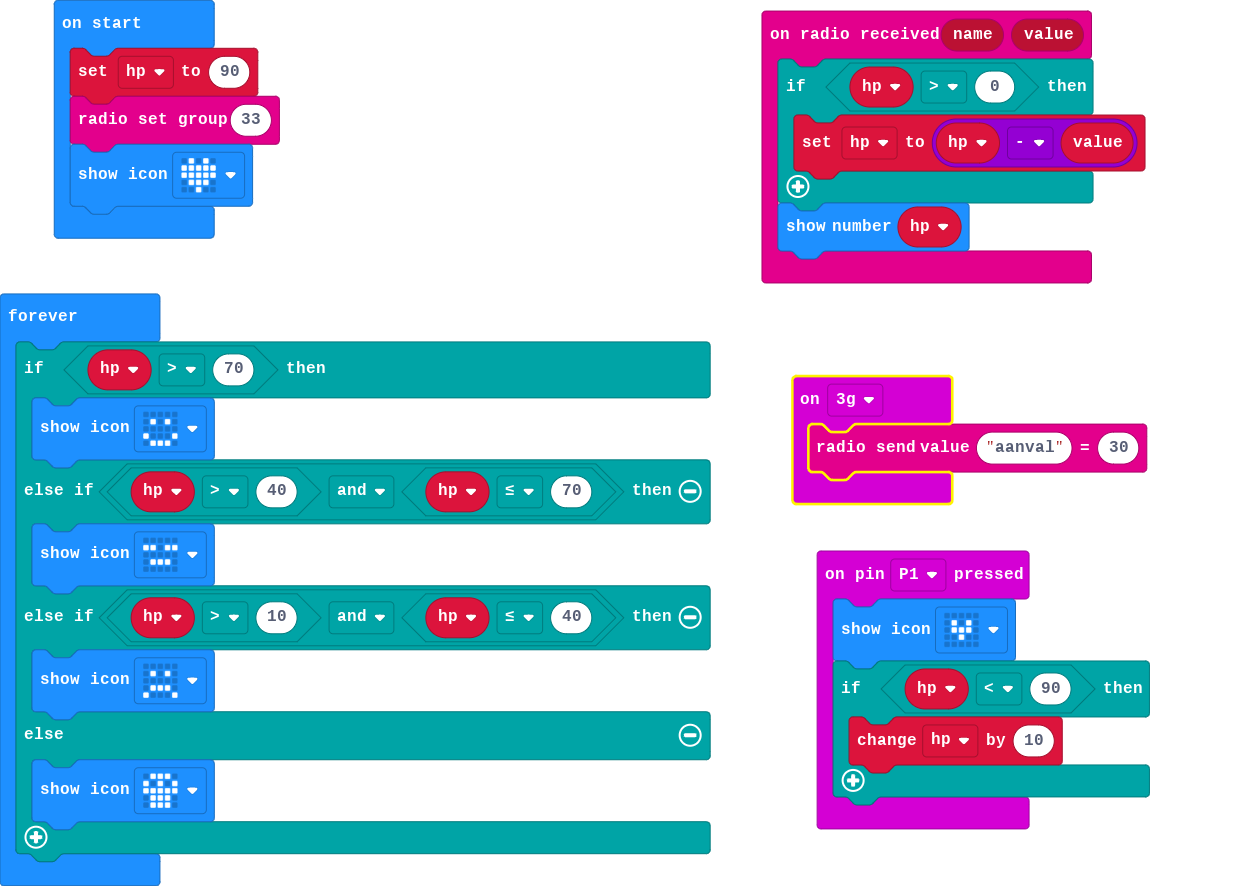 on start
set hp to 90
radio set group 33
show icon
forever
if hp > 70 then
show icon
else if hp > 40 and hp ≤ 70 then
show icon
else if hp > 10 and hp ≤ 40 then
show icon
else
show icon
on radio received name value
if hp > 0 then
set hp to hp - value
show number hp
on 3g
radio send value "aanval" = 30
on pin P1 pressed
show icon
if hp < 90 then
change hp by 10